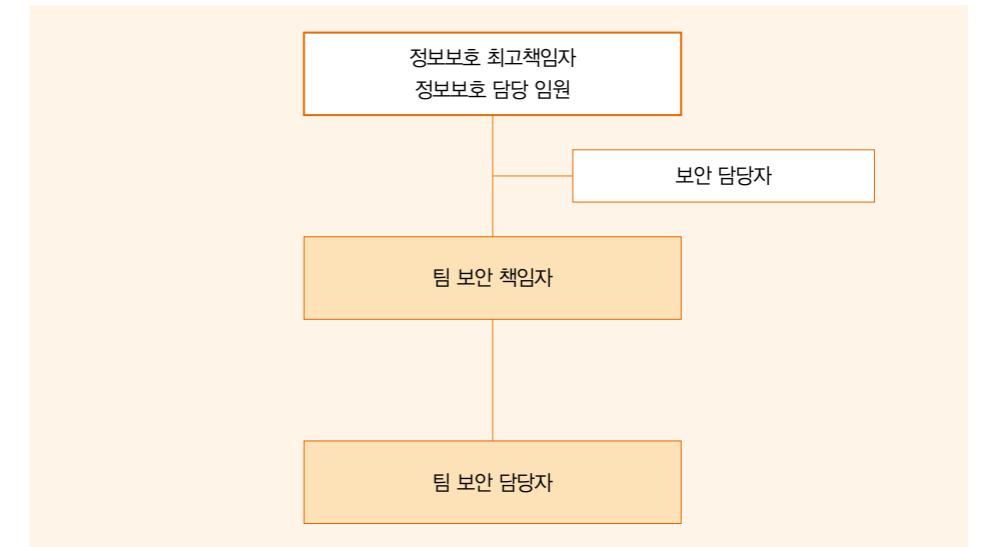 정보보호 최고책임자
정보보호 담당 임원
보안 담당자
팀 보안 책임자
팀 보안 담당자